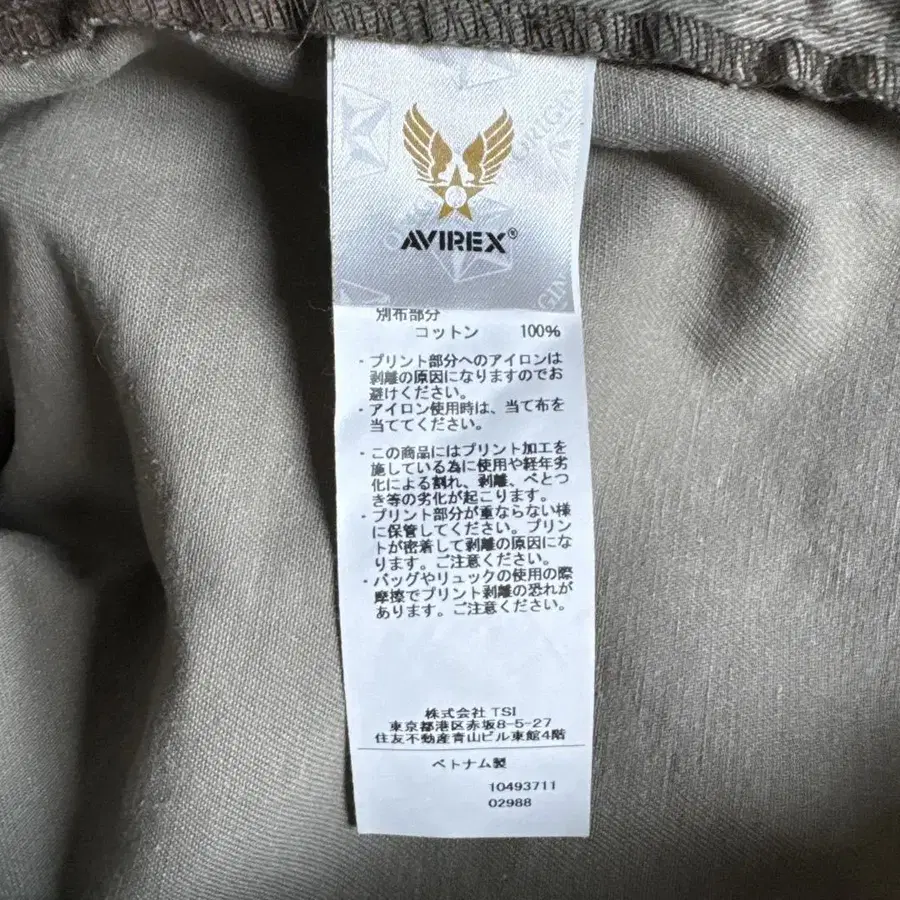 AVIREX®
別布部分
コットン 100%
・プリント部分へのアイロンは
剥離の原因になりますのでお
避けください。
・アイロン使用時は、当て布を
当ててください。
・この商品にはプリント加工を
施している為に使用や経年劣
化による割れ、剥離、べとつ
き等の劣化が起こります。
・プリント部分が重ならない様
に保管してください。プリン
トが密着して剥離の原因にな
ります。ご注意ください。
・バッグやリュックの使用の際
摩擦でプリント剥離の恐れが
あります。ご注意ください。
株式会社 TSI
東京都港区赤坂8-5-27
住友不動産青山ビル東館4階
ベトナム製
10493711
02988